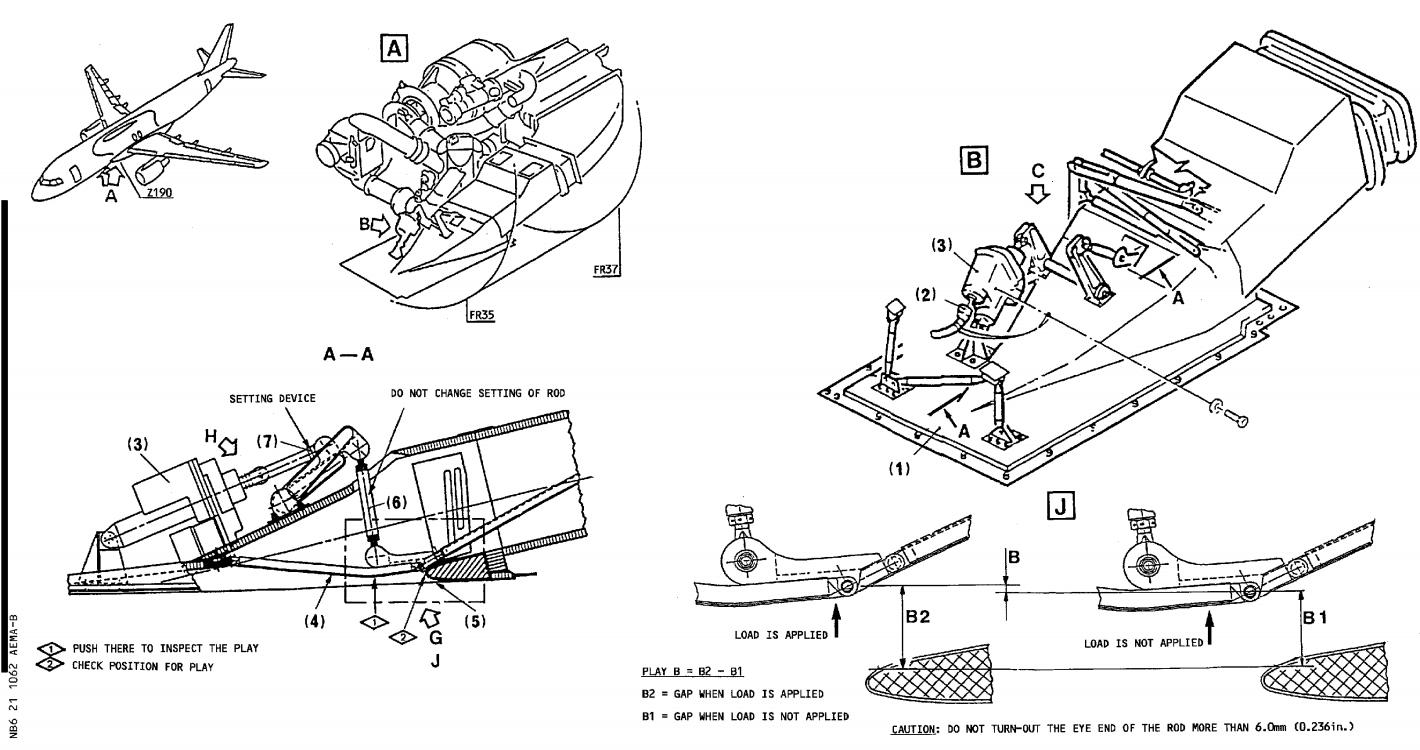 A
Z190
A
B
FR37
FR35
B
C
(3)
(2)
A
A
(1)
A—A
SETTING DEVICE
DO NOT CHANGE SETTING OF ROD
H
(7)
(3)
(6)
(4)
1
2
G
J
(5)
1 PUSH THERE TO INSPECT THE PLAY
2 CHECK POSITION FOR PLAY
NB6 21 1062 AEMA-B
J
B
B2
B1
LOAD IS APPLIED
LOAD IS NOT APPLIED
PLAY B = B2 - B1
B2 = GAP WHEN LOAD IS APPLIED
B1 = GAP WHEN LOAD IS NOT APPLIED
CAUTION: DO NOT TURN-OUT THE EYE END OF THE ROD MORE THAN 6.0mm (0.236in.)